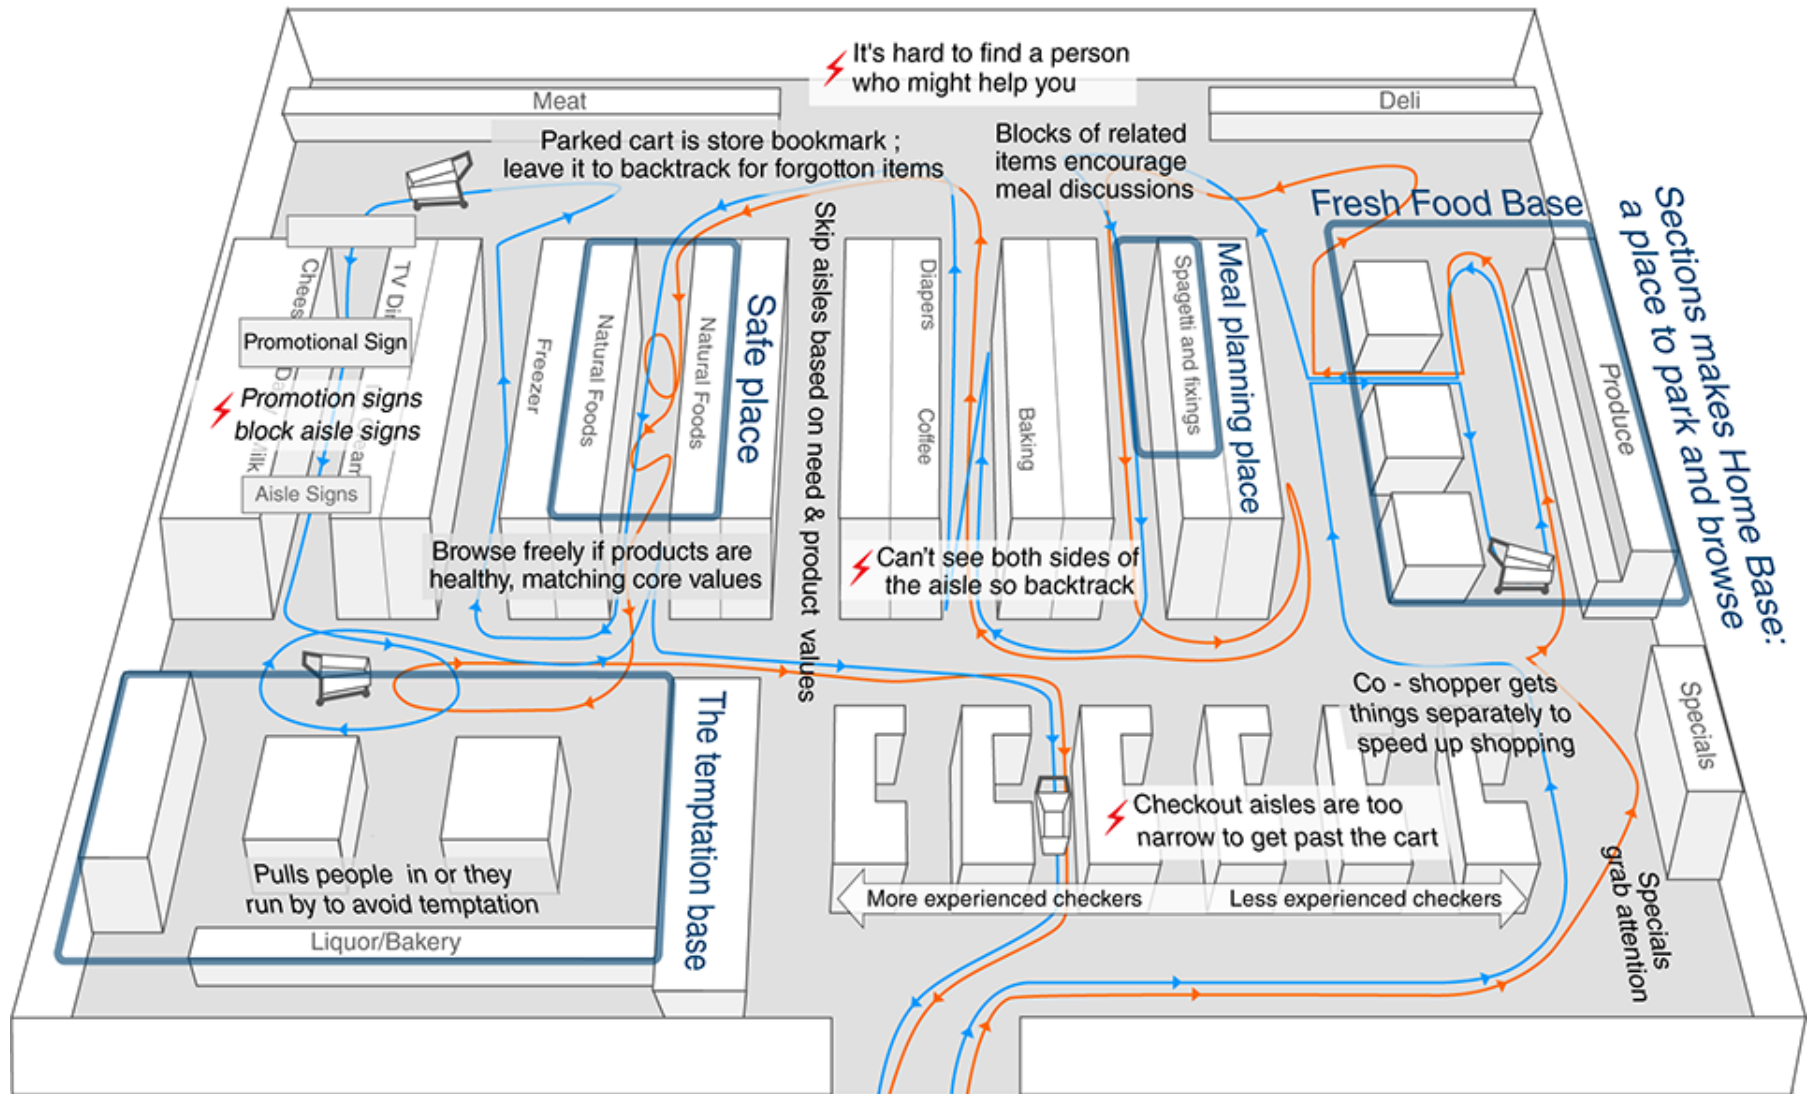 It's hard to find a person
who might help you
Meat
Deli
Parked cart is store bookmark ;
leave it to backtrack for forgotton items
Blocks of related
items encourage
meal discussions
Fresh Food Base
Sections makes Home Base:
a place to park and browse
Cheese
TV
Promotional Sign
Promotion signs
block aisle signs
Milk
Aisle Signs
Freezer
Natural Foods
Natural Foods
Safe place
Skip aisles based on need & product values
Diapers
Coffee
Baking
Spagetti and fixings
Meal planning place
Produce
Browse freely if products are
healthy, matching core values
Can't see both sides of
the aisle so backtrack
Co - shopper gets
things separately to
speed up shopping
Specials
The temptation base
Checkout aisles are too
narrow to get past the cart
Pulls people in or they
run by to avoid temptation
More experienced checkers
Less experienced checkers
Specials
grab attention
Liquor/Bakery